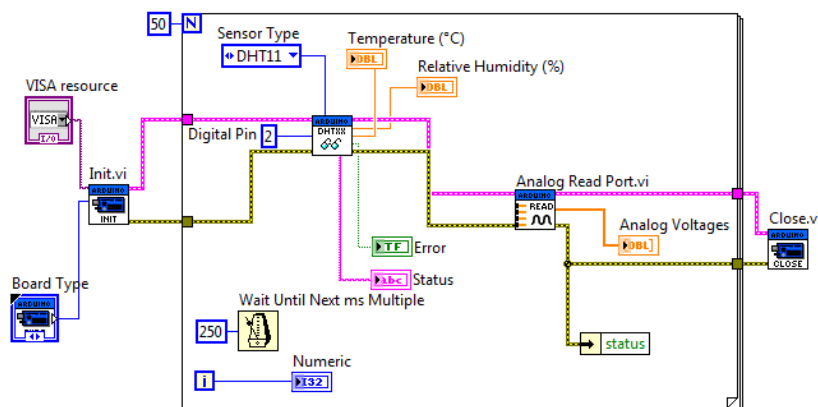 50
N
Sensor Type
DHT11
Temperature (°C)
DBL
Relative Humidity (%)
DBL
VISA resource
VISA
I/O
Digital Pin
2
ARDUINO
DHTXX
Init.vi
ARDUINO
INIT
Analog Read Port.vi
ARDUINO
READ
Analog Voltages
DBL
Close.v
ARDUINO
CLOSE
TF
Error
abc
Status
Board Type
ARDUINO
Wait Until Next ms Multiple
250
status
Numeric
i
I32